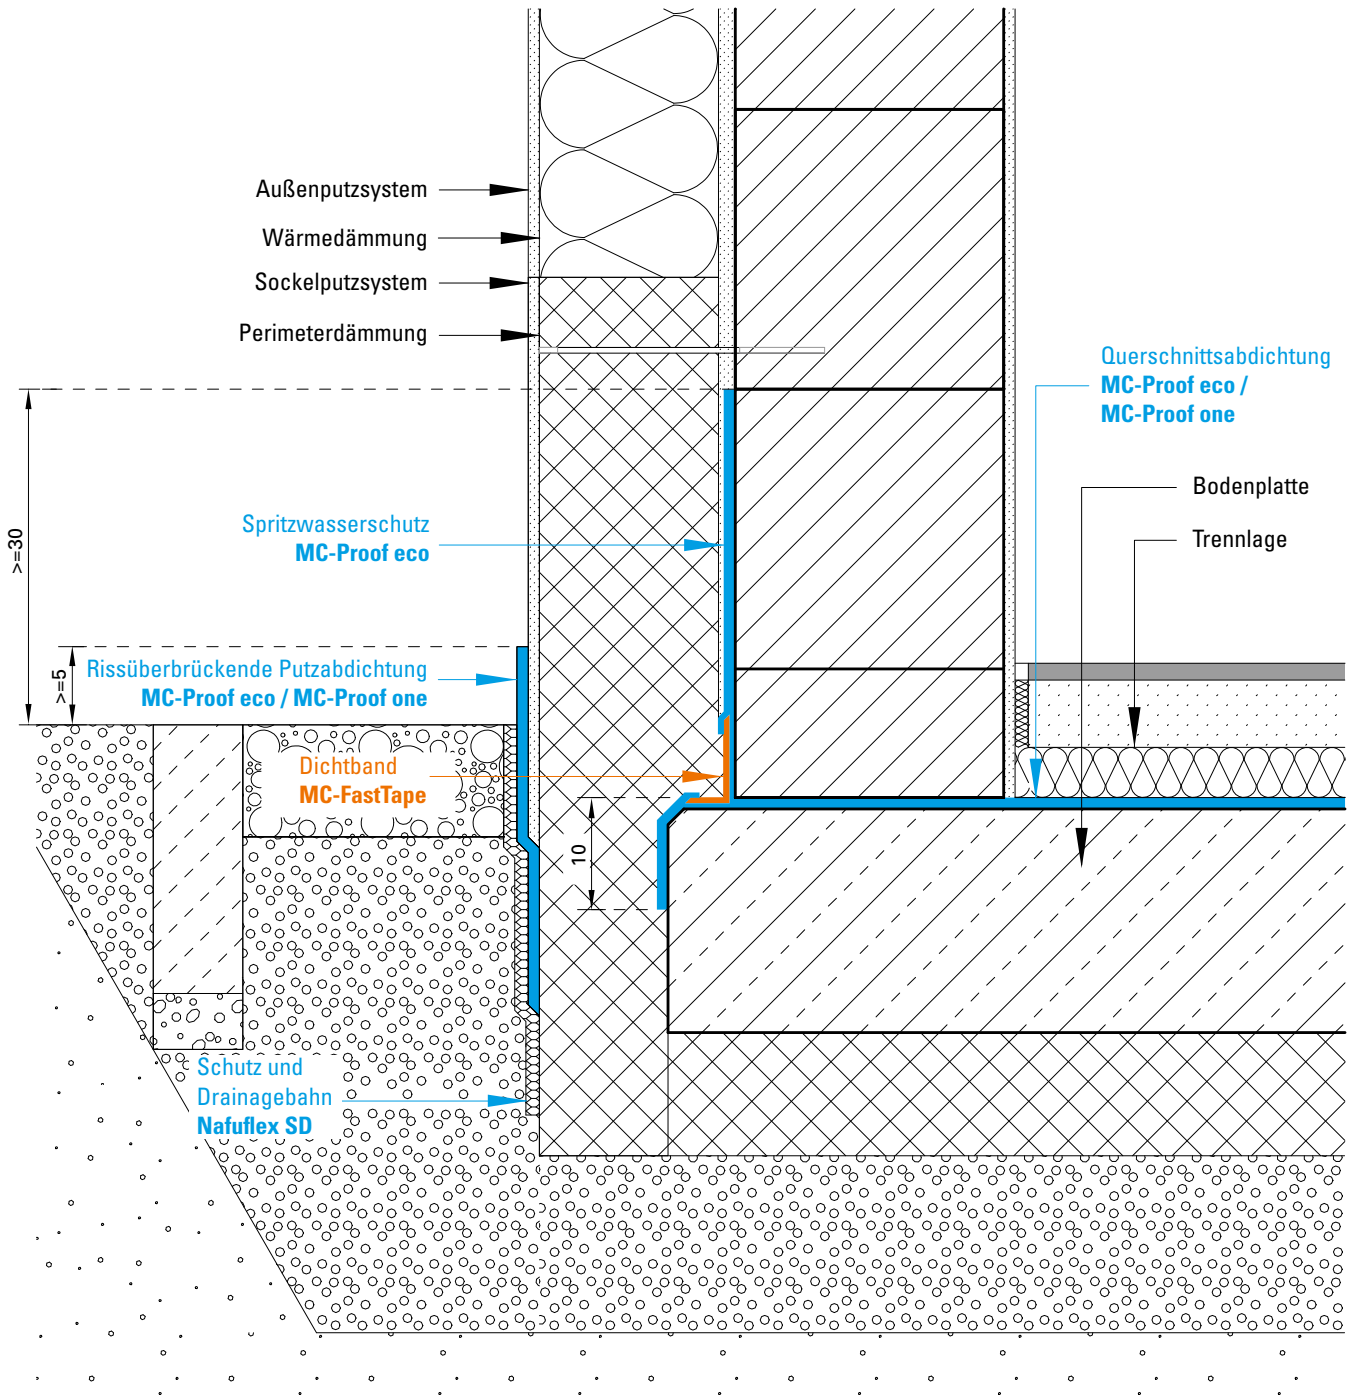 Außenputzsystem
Wärmedämmung
Sockelputzsystem
Perimeterdämmung
Querschnittsabdichtung
MC-Proof eco /
MC-Proof one
Bodenplatte
Trennlage
>=30
Spritzwasserschutz
MC-Proof eco
>=5
Rissüberbrückende Putzabdichtung
MC-Proof eco / MC-Proof one
Dichtband
MC-FastTape
10
Schutz und
Drainagebahn
Nafuflex SD